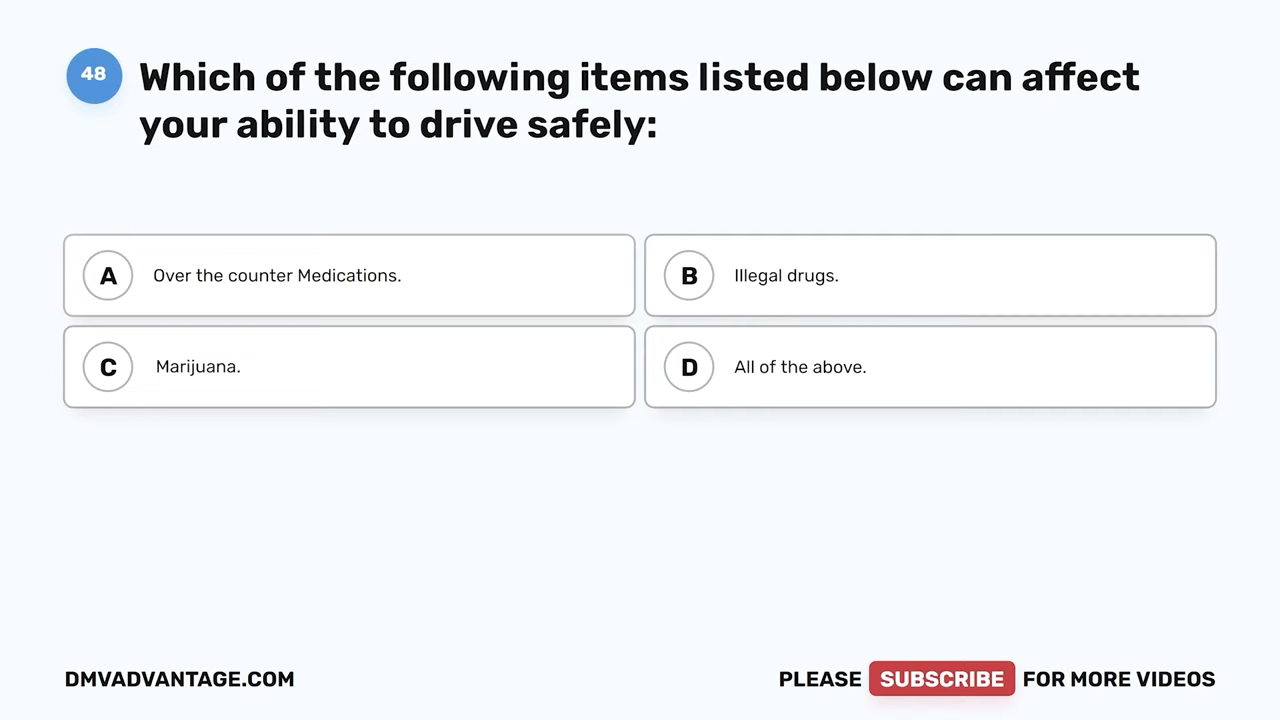 48
Which of the following items listed below can affect
your ability to drive safely:
A Over the counter Medications.
B Illegal drugs.
C Marijuana.
D All of the above.
DMVADVANTAGE.COM
PLEASE SUBSCRIBE FOR MORE VIDEOS